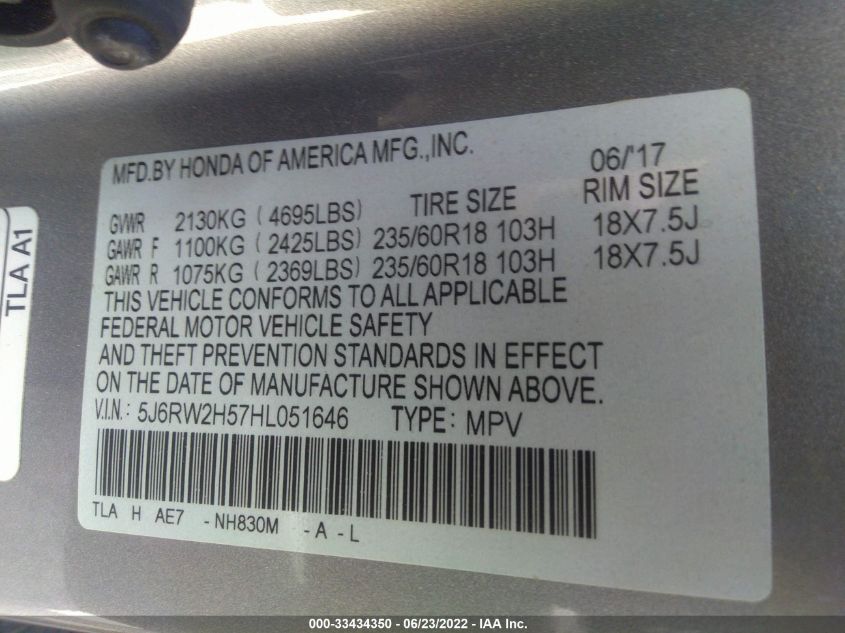 MFD.BY HONDA OF AMERICA MFG.,INC. 06/'17
GVWR 2130KG ( 4695LBS) TIRE SIZE RIM SIZE
GAWR F 1100KG ( 2425LBS) 235/60R18 103H 18X7.5J
GAWR R 1075KG ( 2369LBS) 235/60R18 103H 18X7.5J
THIS VEHICLE CONFORMS TO ALL APPLICABLE
FEDERAL MOTOR VEHICLE SAFETY
AND THEFT PREVENTION STANDARDS IN EFFECT
ON THE DATE OF MANUFACTURE SHOWN ABOVE.
V.I.N.: 5J6RW2H57HL051646 TYPE: MPV
TLA H AE7 -NH830M -A -L
TLA A1
000-33434350 - 06/23/2022 - IAA Inc.